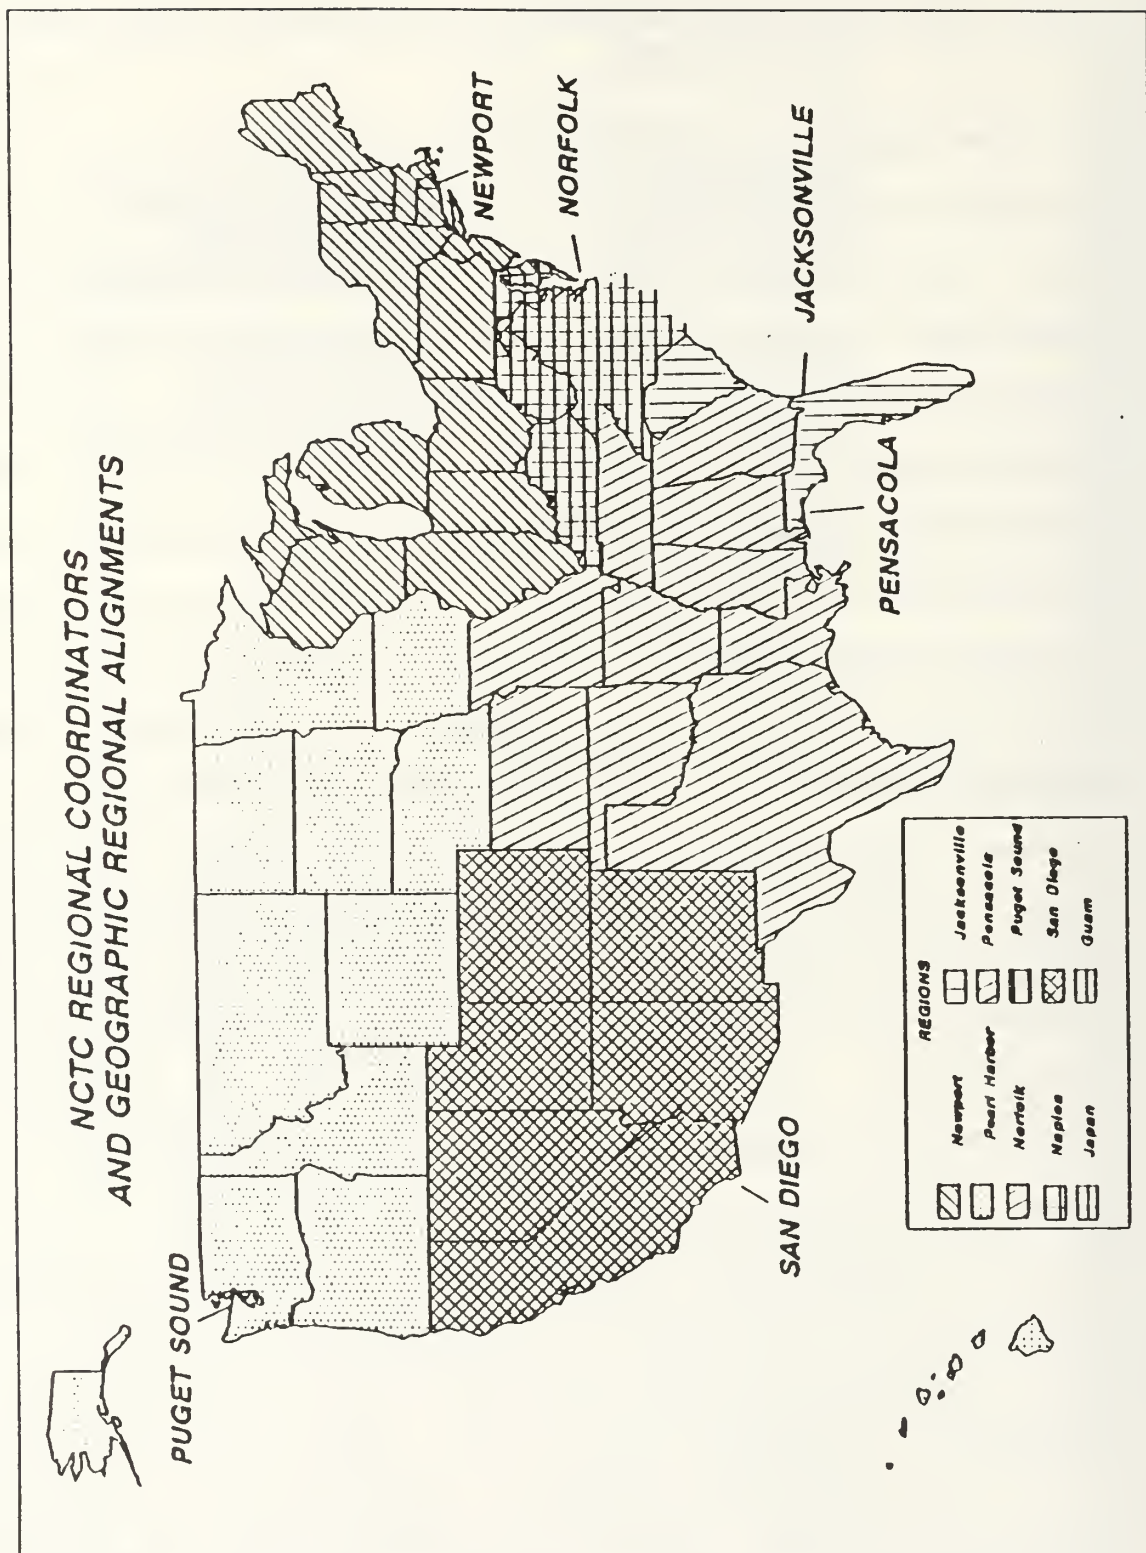 NCTC REGIONAL COORDINATORS
AND GEOGRAPHIC REGIONAL ALIGNMENTS
PUGET SOUND
NEWPORT
NORFOLK
JACKSONVILLE
PENSACOLA
SAN DIEGO
REGIONS
Newport
Jacksonville
Pearl Harbor
Pensacola
Norfolk
Puget Sound
Naples
San Diego
Japan
Guam